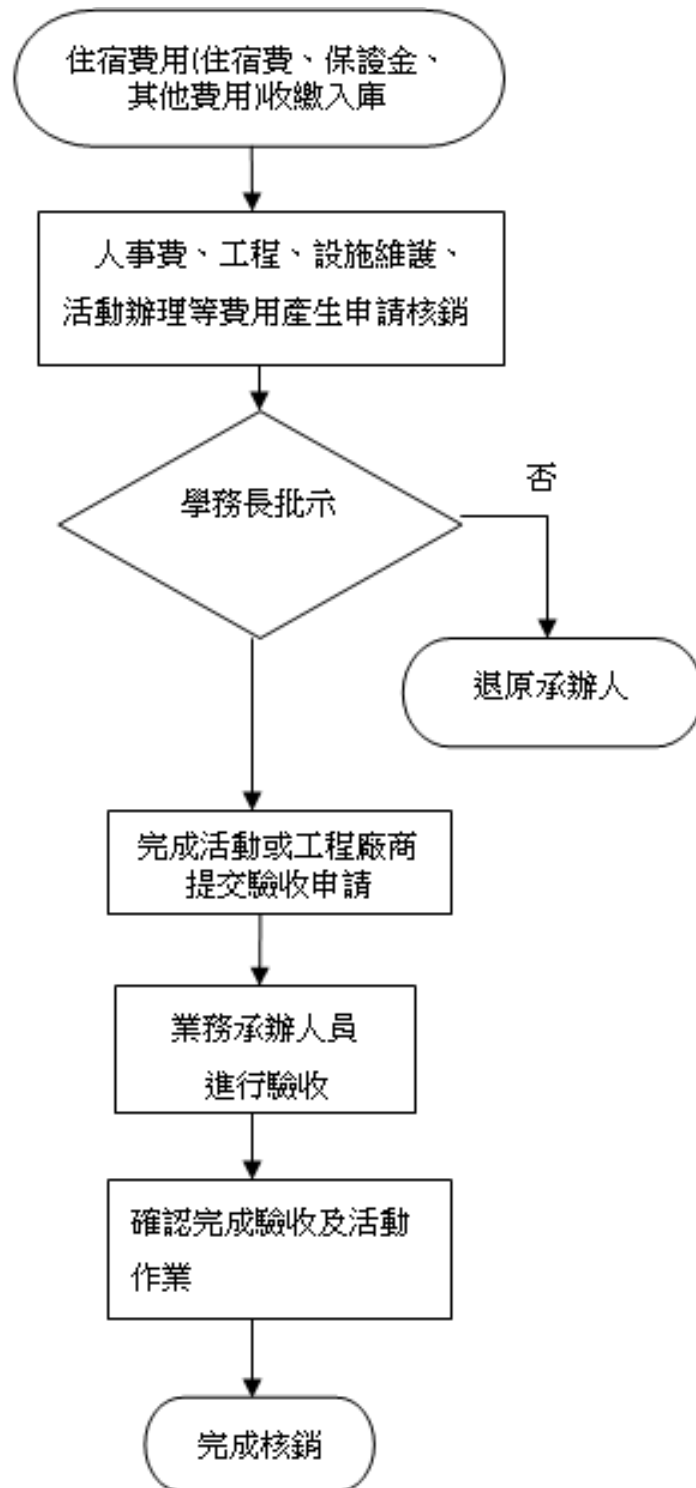 住宿費用(住宿費、保證金、
其他費用)收繳入庫
人事費、工程、設施維護、
活動辦理等費用產生申請核銷
學務長批示
否
退原承辦人
完成活動或工程廠商
提交驗收申請
業務承辦人員
進行驗收
確認完成驗收及活動
作業
完成核銷